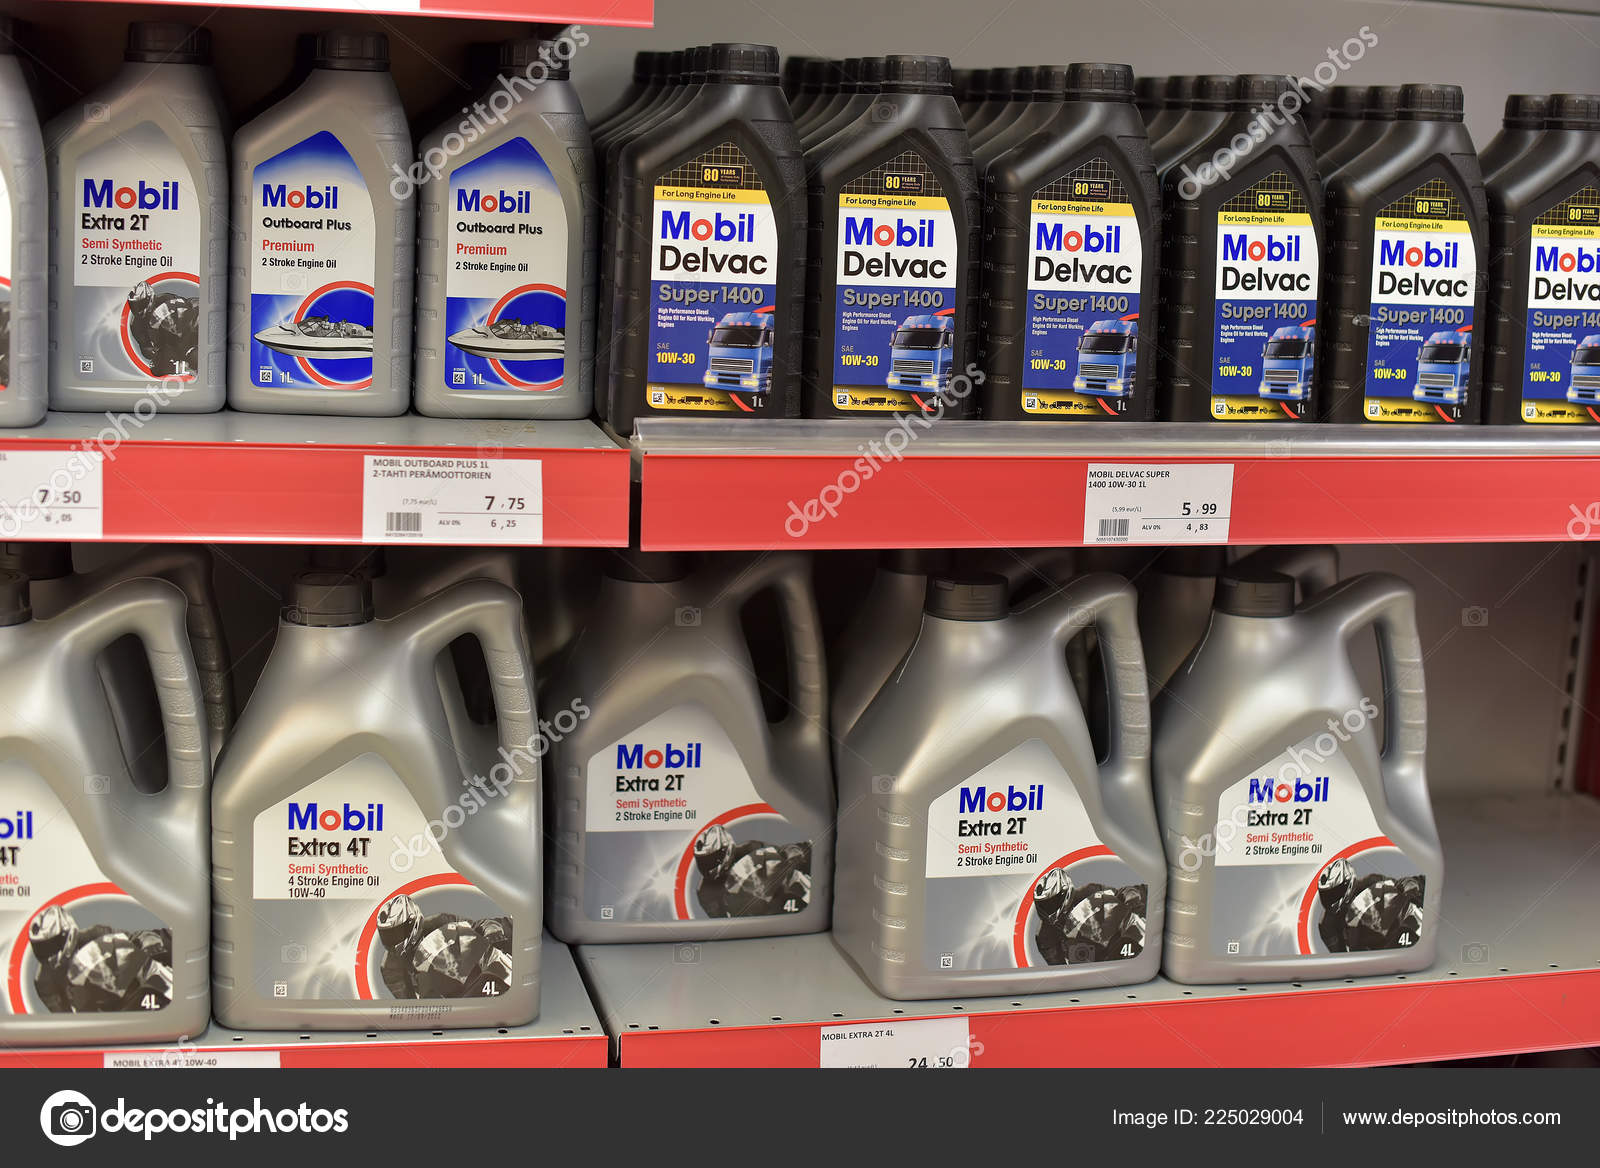 Mobil
Extra 2T
Semi Synthetic
2 Stroke Engine Oil
1L
Mobil
Outboard Plus
Premium
2 Stroke Engine Oil
1L
Mobil
Outboard Plus
Premium
2 Stroke Engine Oil
1L
80 YEARS
For Long Engine Life
Mobil
Delvac
Super 1400
High Performance Diesel
Engine Oil for Hard Working
Engines
SAE
10W-30
1L
80 YEARS
For Long Engine Life
Mobil
Delvac
Super 1400
High Performance Diesel
Engine Oil for Hard Working
Engines
SAE
10W-30
1L
80 YEARS
For Long Engine Life
Mobil
Delvac
Super 1400
High Performance Diesel
Engine Oil for Hard Working
Engines
SAE
10W-30
1L
80 YEARS
For Long Engine Life
Mobil
Delvac
Super 1400
High Performance Diesel
Engine Oil for Hard Working
Engines
SAE
10W-30
1L
80 YEARS
For Long Engine Life
Mobil
Delvac
Super 1400
High Performance Diesel
Engine Oil for Hard Working
Engines
SAE
10W-30
1L
80 YEARS
For Long Engine Life
Mobil
Delvac
Super 1400
SAE
10W-30
7,50
6,05
MOBIL OUTBOARD PLUS 1L
2-TAHTI PERÄMOOTTORIEN
(7,75 eur/L)
7,75
ALV 0%
6,25
MOBIL DELVAC SUPER
1400 10W-30 1L
(5,99 eur/L)
5,99
ALV 0%
4,83
bil
4T
etic
ine Oil
4L
Mobil
Extra 4T
Semi Synthetic
4 Stroke Engine Oil
10W-40
4L
Mobil
Extra 2T
Semi Synthetic
2 Stroke Engine Oil
4L
Mobil
Extra 2T
Semi Synthetic
2 Stroke Engine Oil
4L
Mobil
Extra 2T
Semi Synthetic
2 Stroke Engine Oil
4L
MOBIL EXTRA 4T 10W-40
MOBIL EXTRA 2T 4L
24,50
depositphotos
Image ID: 225029004
www.depositphotos.com